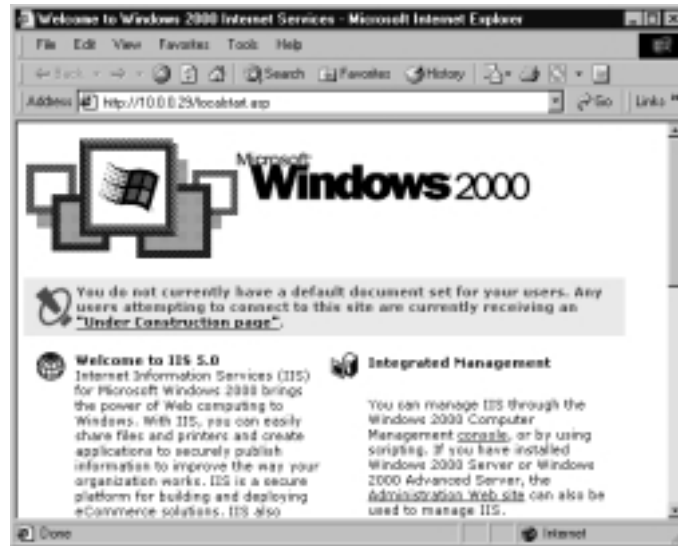 Welcome to Windows 2000 Internet Services - Microsoft Internet Explorer
File Edit View Favorites Tools Help
Back Search Favorites History
Address http://10.0.0.29/localstart.asp Go Links »
Microsoft
Windows 2000
You do not currently have a default document set for your users. Any
users attempting to connect to this site are currently receiving an
"Under Construction page".
Welcome to IIS 5.0
Internet Information Services (IIS)
for Microsoft Windows 2000 brings
the power of Web computing to
Windows. With IIS, you can easily
share files and printers and create
applications to securely publish
information to improve the way your
organization works. IIS is a secure
platform for building and deploying
eCommerce solutions. IIS also
Integrated Management
You can manage IIS through the
Windows 2000 Computer
Management console, or by using
scripting. If you have installed
Windows 2000 Server or Windows
2000 Advanced Server, the
Administration Web site can also be
used to manage IIS.
Done Internet